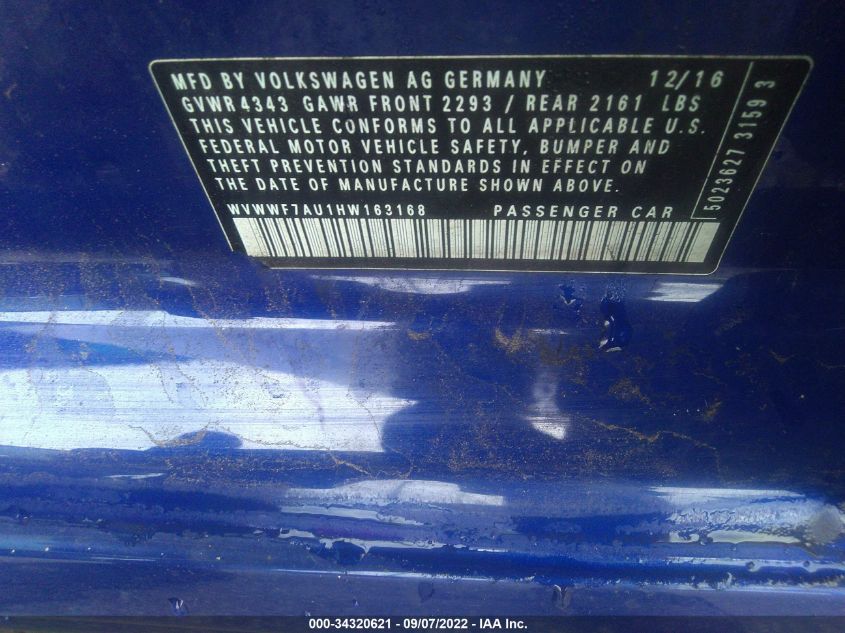 MFD BY VOLKSWAGEN AG GERMANY 12/16
GVWR 4343 GAWR FRONT 2293 / REAR 2161 LBS
THIS VEHICLE CONFORMS TO ALL APPLICABLE U.S.
FEDERAL MOTOR VEHICLE SAFETY, BUMPER AND
THEFT PREVENTION STANDARDS IN EFFECT ON
THE DATE OF MANUFACTURE SHOWN ABOVE.
WVWWF7AU1HW163168 PASSENGER CAR
5023627 3159 3
000-34320621 - 09/07/2022 - IAA Inc.